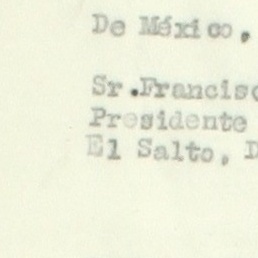 De México,
Sr.Francisc
Presidente
El Salto, D